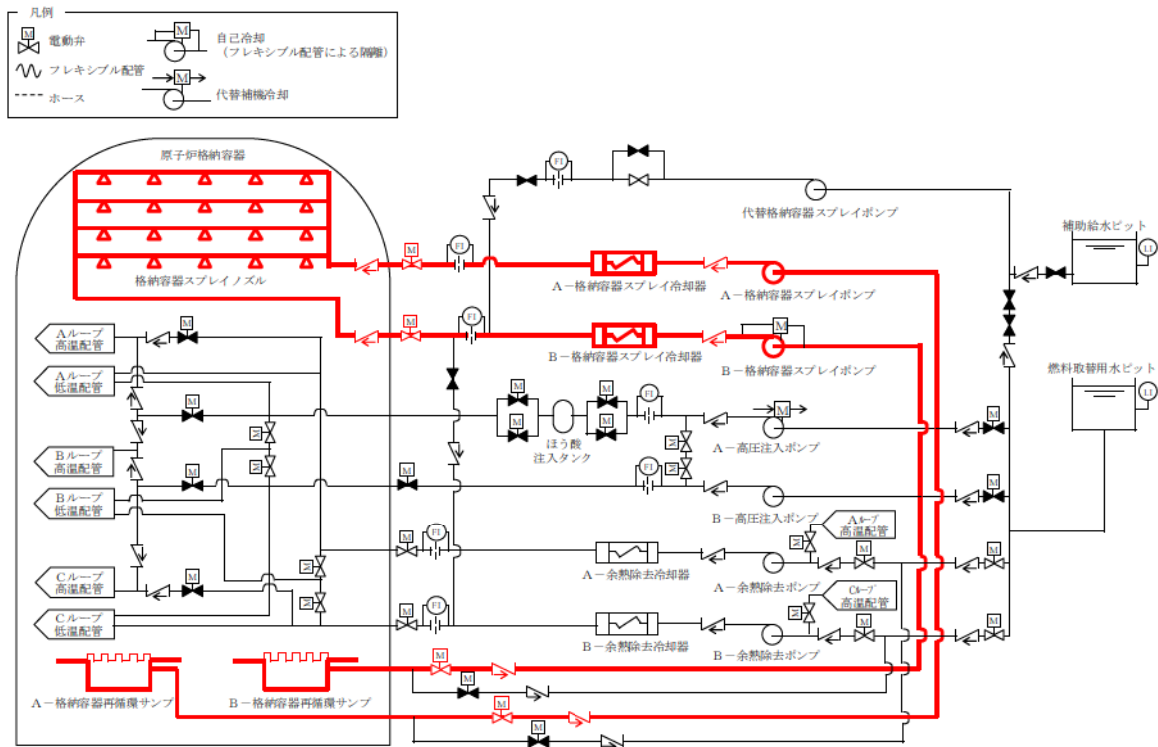 凡例
M
電動弁
フレキシブル配管
ホース
M
自己冷却
(フレキシブル配管による隔離)
M
代替補機冷却
原子炉格納容器
格納容器スプレイノズル
FI
代替格納容器スプレイポンプ
補助給水ピット
LI
M
FI
A-格納容器スプレイ冷却器
A-格納容器スプレイポンプ
M
FI
M
B-格納容器スプレイ冷却器
B-格納容器スプレイポンプ
燃料取替用水ピット
LI
Aループ
高温配管
M
Aループ
低温配管
M
M
M
ほう酸
注入タンク
M
M
FI
M
A-高圧注入ポンプ
M
M
M
M
M
Bループ
高温配管
M
M
FI
B-高圧注入ポンプ
M
Bループ
低温配管
M
FI
A-余熱除去冷却器
A-余熱除去ポンプ
Aループ
高温配管
M
M
M
Cループ
高温配管
M
M
M
Cループ
低温配管
M
FI
B-余熱除去冷却器
B-余熱除去ポンプ
Cループ
高温配管
M
M
M
A-格納容器再循環サンプ
B-格納容器再循環サンプ
M
M
M
M